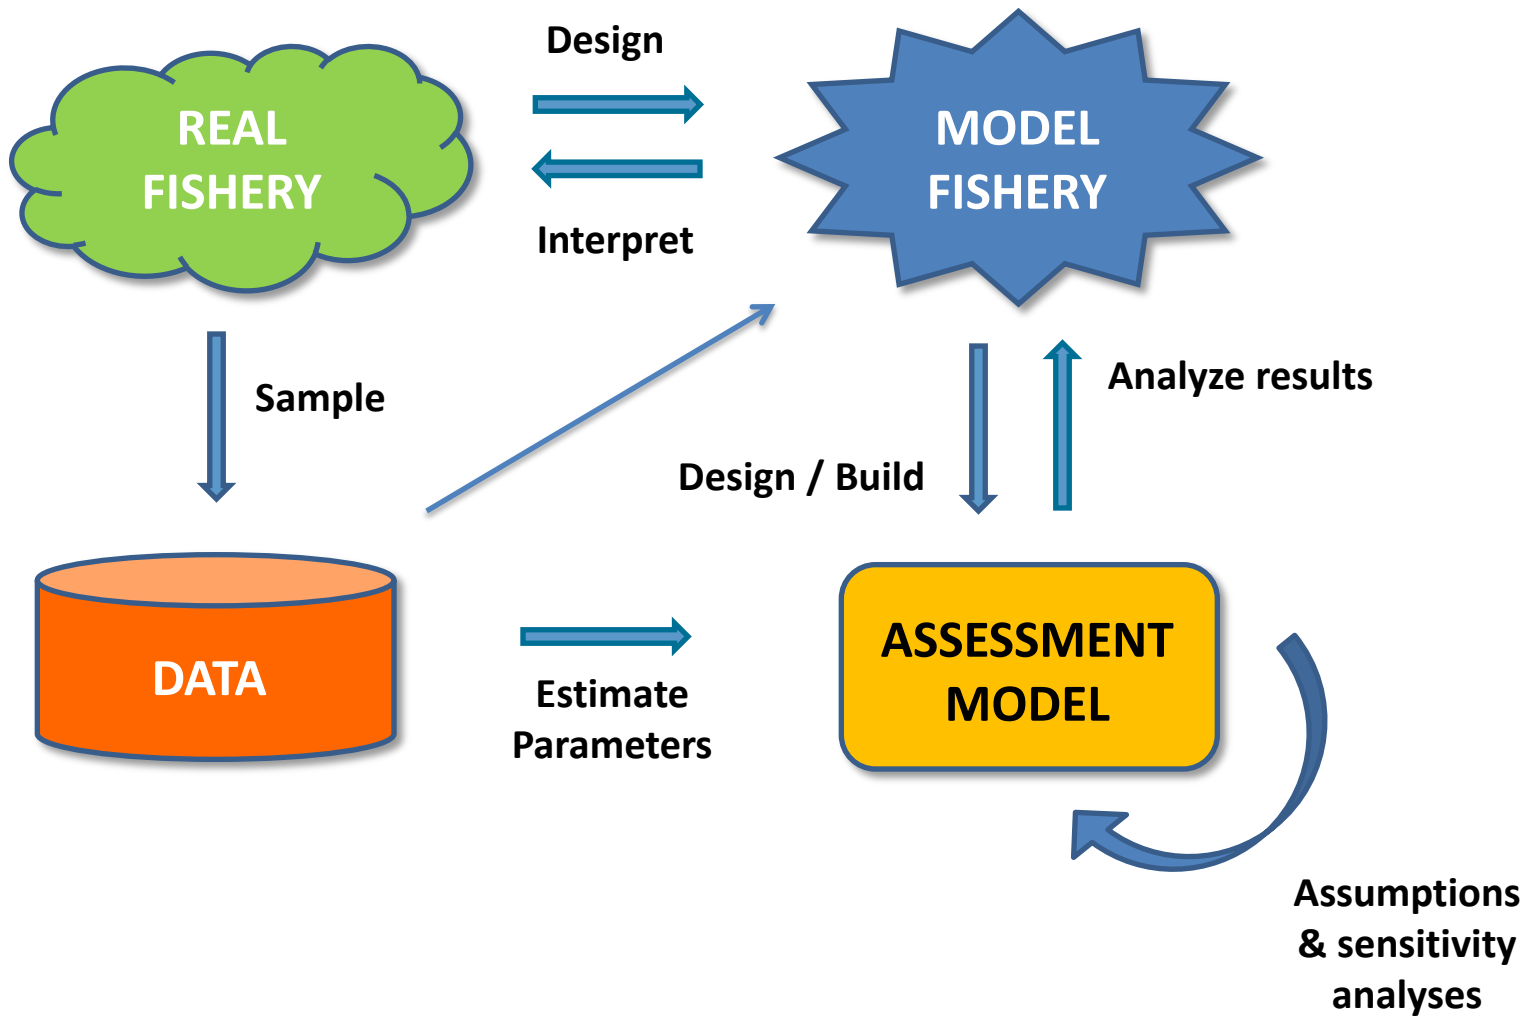 Design
REAL
FISHERY
MODEL
FISHERY
Interpret
Sample
Analyze results
Design / Build
DATA
Estimate
Parameters
ASSESSMENT
MODEL
Assumptions
& sensitivity
analyses